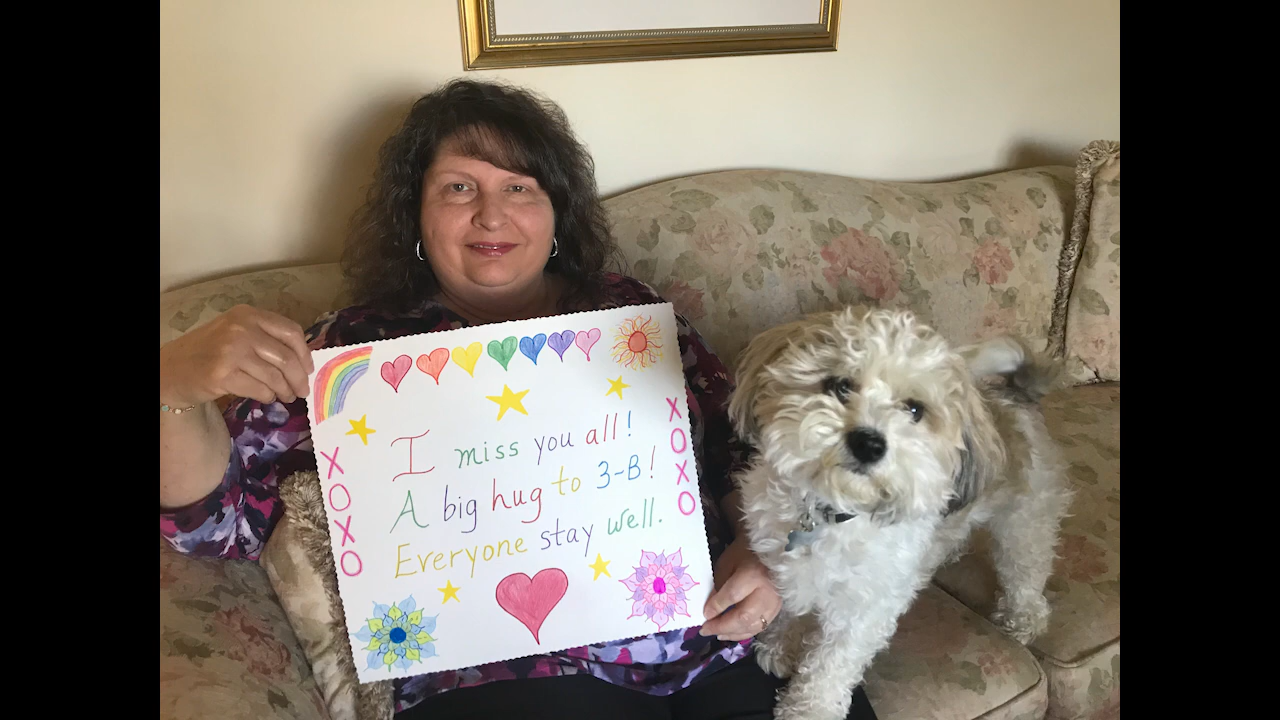 I miss you all!
A big hug to 3-B!
Everyone stay well.
XOXO
XOXO